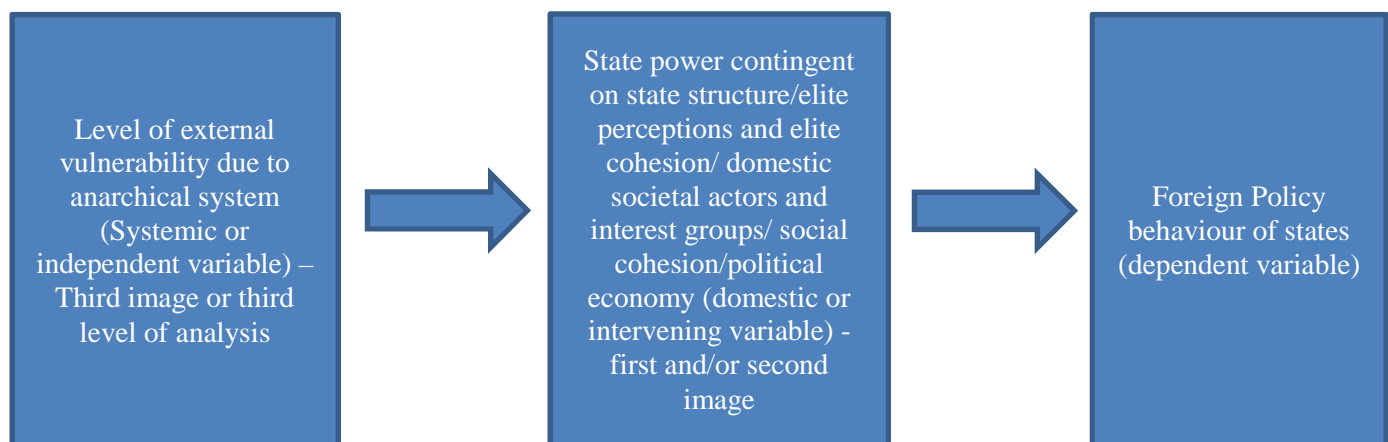 Level of external
vulnerability due to
anarchical system
(Systemic or
independent variable) –
Third image or third
level of analysis
State power contingent
on state structure/elite
perceptions and elite
cohesion/ domestic
societal actors and
interest groups/ social
cohesion/political
economy (domestic or
intervening variable) -
first and/or second
image
Foreign Policy
behaviour of states
(dependent variable)